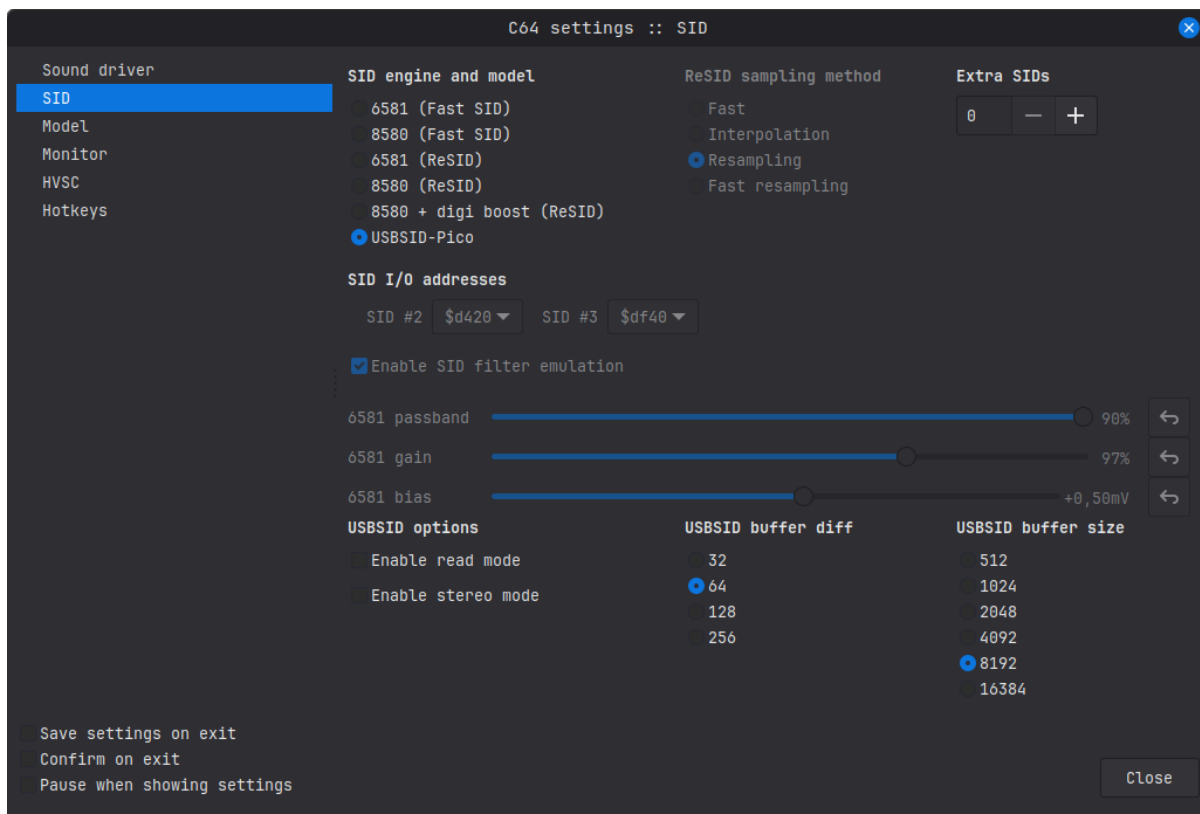 C64 settings :: SID
Sound driver
SID
Model
Monitor
HVSC
Hotkeys
SID engine and model
6581 (Fast SID)
8580 (Fast SID)
6581 (ReSID)
8580 (ReSID)
8580 + digi boost (ReSID)
USBSID-Pico
ReSID sampling method
Fast
Interpolation
Resampling
Fast resampling
Extra SIDs
0
SID I/O addresses
SID #2 $d420 SID #3 $df40
Enable SID filter emulation
6581 passband 90%
6581 gain 97%
6581 bias +0,50mV
USBSID options
Enable read mode
Enable stereo mode
USBSID buffer diff
32
64
128
256
USBSID buffer size
512
1024
2048
4092
8192
16384
Save settings on exit
Confirm on exit
Pause when showing settings
Close